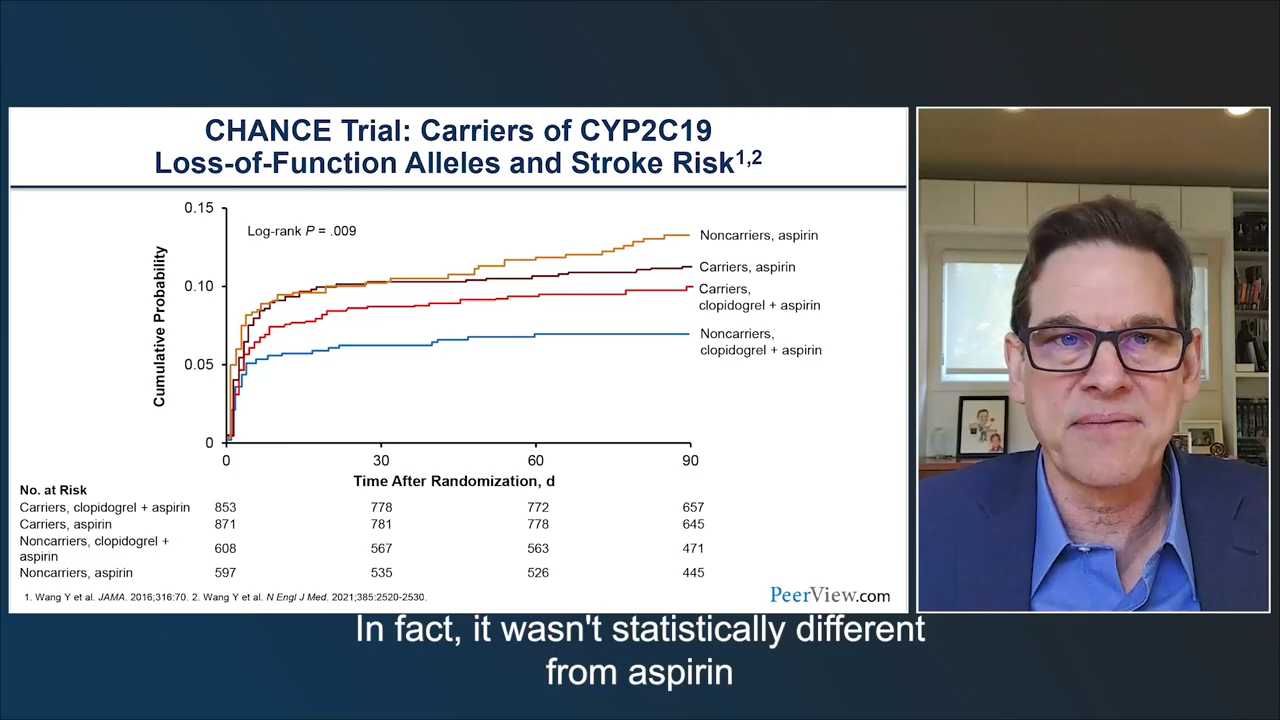 CHANCE Trial: Carriers of CYP2C19
Loss-of-Function Alleles and Stroke Risk1,2
0.15
Log-rank P = .009
0.10
0.05
0
Cumulative Probability
Noncarriers, aspirin
Carriers, aspirin
Carriers,
clopidogrel + aspirin
Noncarriers,
clopidogrel + aspirin
0 30 60 90
Time After Randomization, d
No. at Risk
Carriers, clopidogrel + aspirin 853 778 772 657
Carriers, aspirin 871 781 778 645
Noncarriers, clopidogrel +
aspirin 608 567 563 471
Noncarriers, aspirin 597 535 526 445
1. Wang Y et al. JAMA. 2016;316:70. 2. Wang Y et al. N Engl J Med. 2021;385:2520-2530.
PeerView.com
In fact, it wasn't statistically different
from aspirin